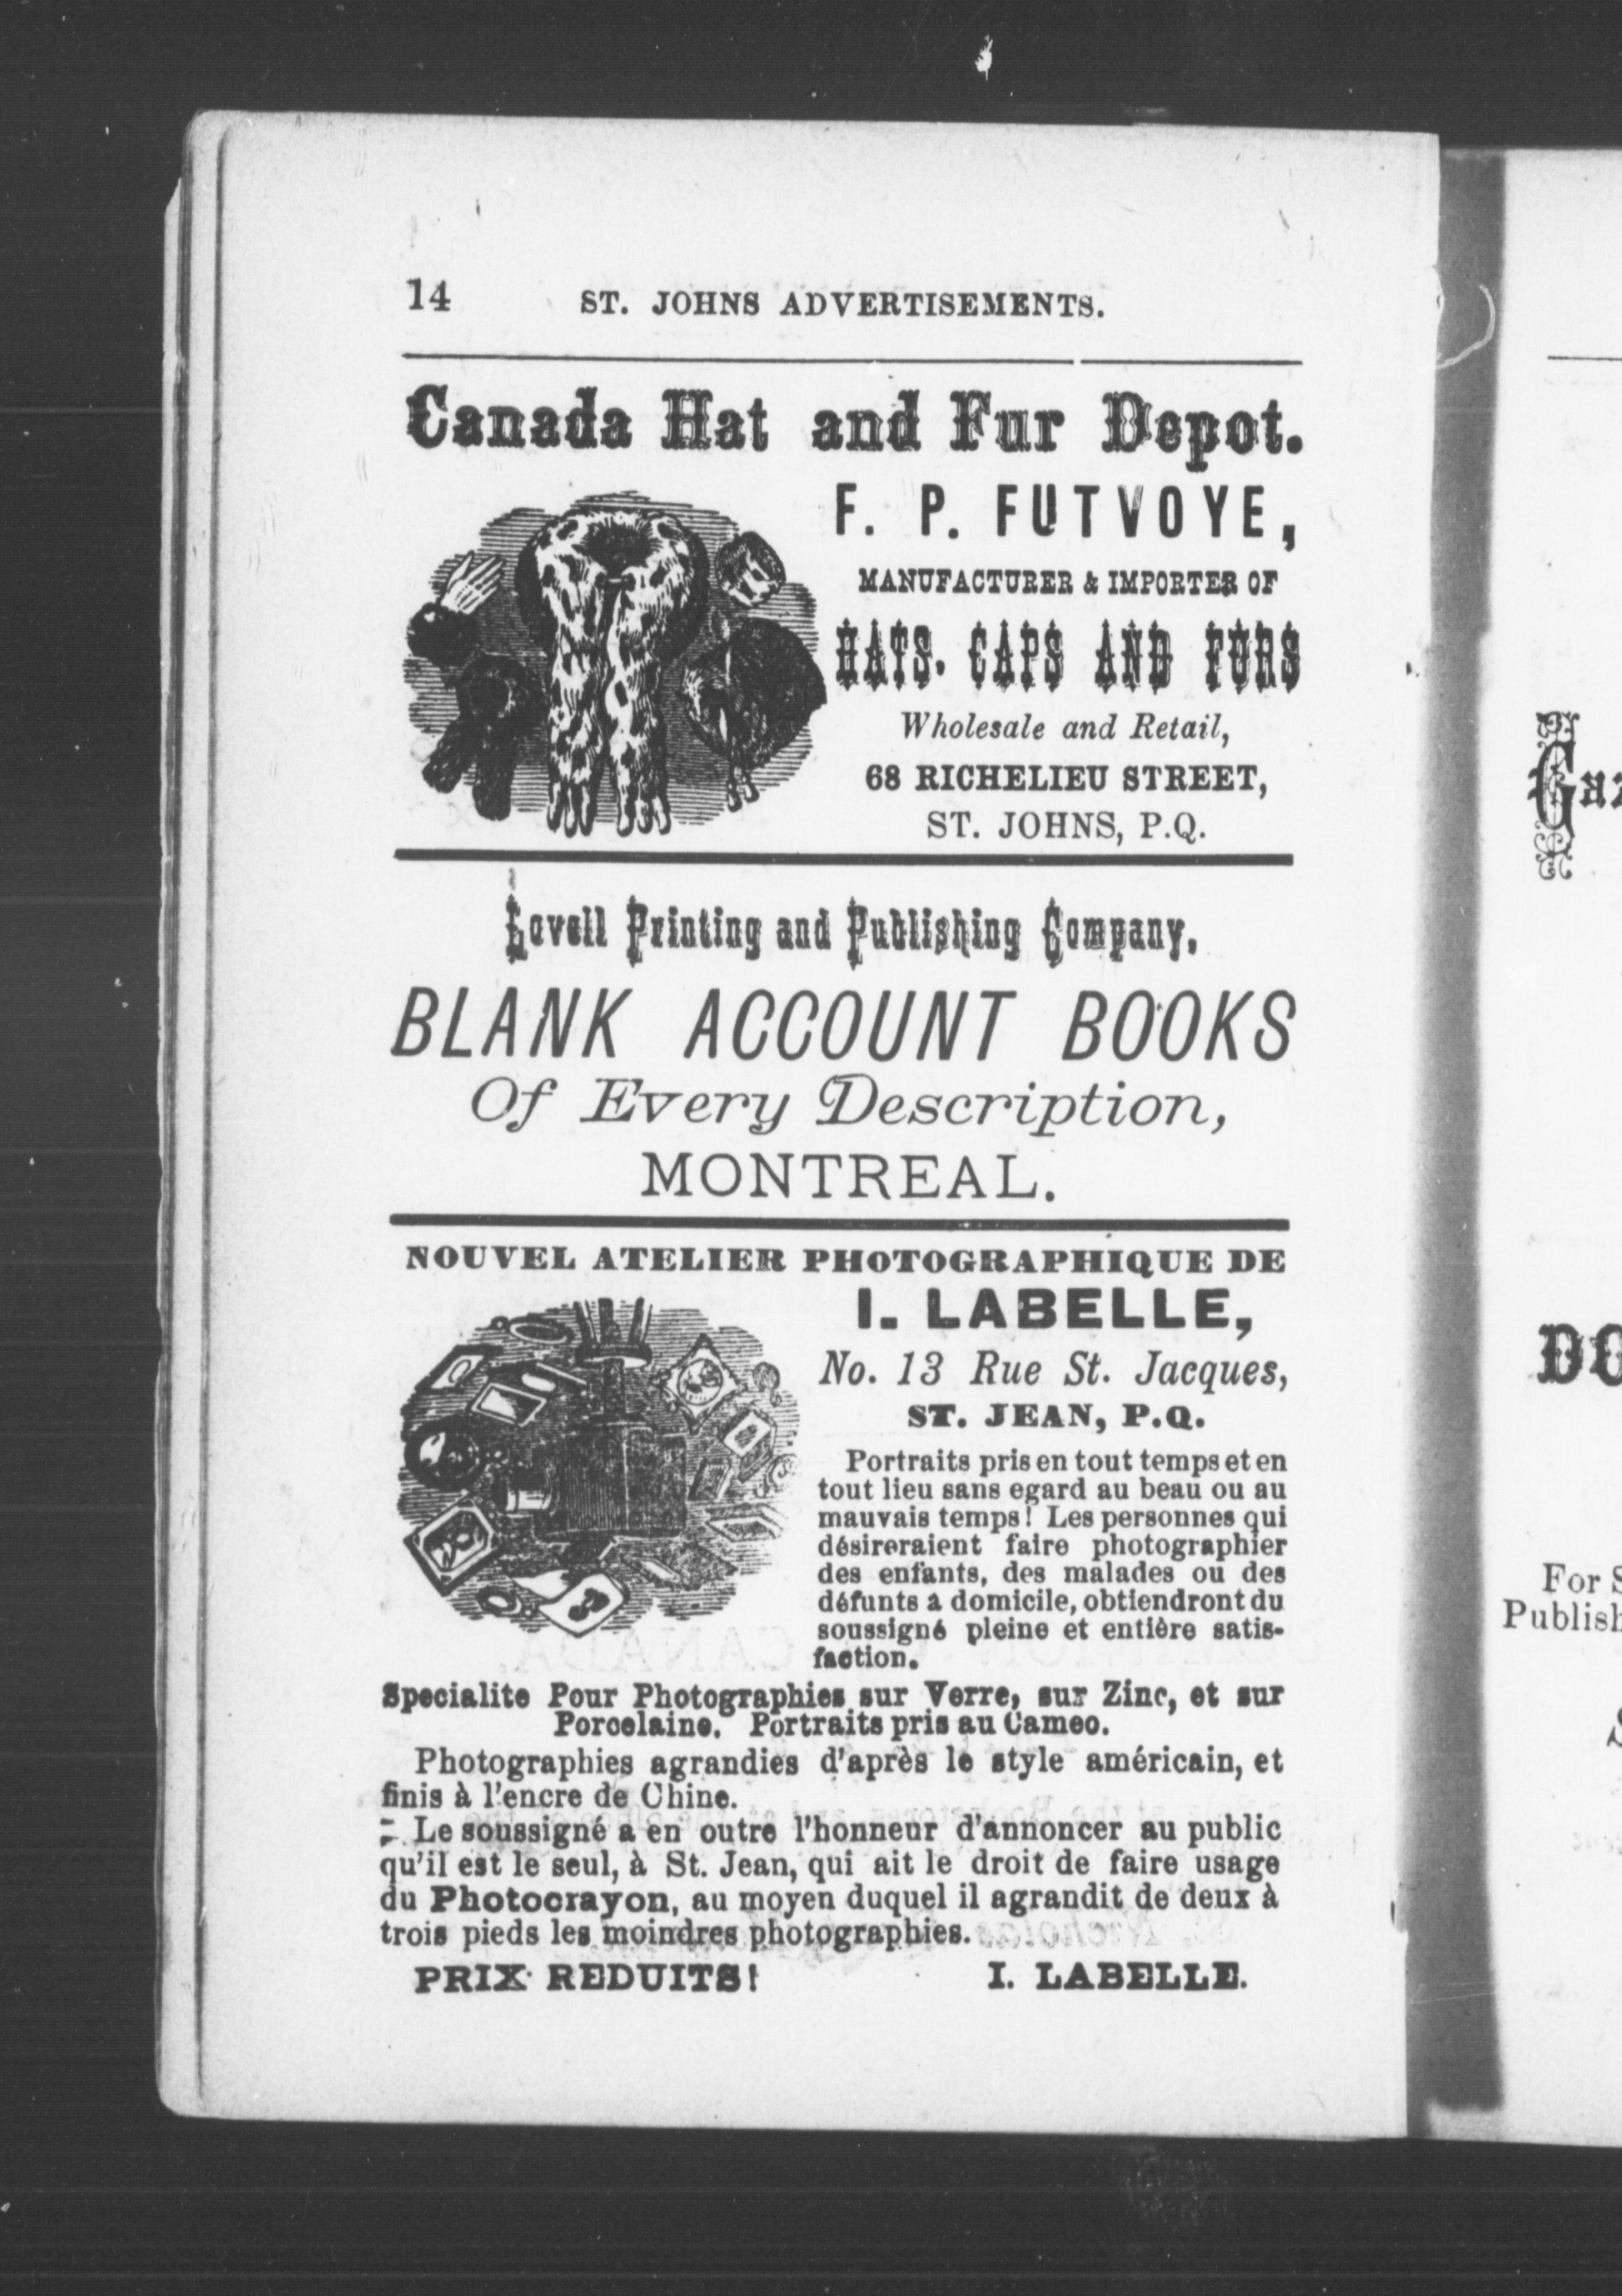 14 ST. JOHNS ADVERTISEMENTS.
Canada Hat and Fur Depot.
F. P. FUTVOYE,
MANUFACTURER & IMPORTER OF
HATS. CAPS AND FURS
Wholesale and Retail,
68 RICHELIEU STREET,
ST. JOHNS, P.Q.
Lovell Printing and Publishing Company,
BLANK ACCOUNT BOOKS
Of Every Description,
MONTREAL.
NOUVEL ATELIER PHOTOGRAPHIQUE DE
I. LABELLE,
No. 13 Rue St. Jacques,
ST. JEAN, P.Q.
Portraits pris en tout temps et en
tout lieu sans egard au beau ou au
mauvais temps! Les personnes qui
désireraient faire photographier
des enfants, des malades ou des
défunts a domicile, obtiendront du
soussigné pleine et entière satis-
faction.
Specialite Pour Photographies sur Verre, sur Zinc, et sur
Porcelaine. Portraits pris au Cameo.
Photographies agrandies d'après le style américain, et
finis à l'encre de Chine.
Le soussigné a en outre l'honneur d'annoncer au public
qu'il est le seul, à St. Jean, qui ait le droit de faire usage
du Photocrayon, au moyen duquel il agrandit de deux à
trois pieds les moindres photographies.
PRIX REDUITS! I. LABELLE.
For